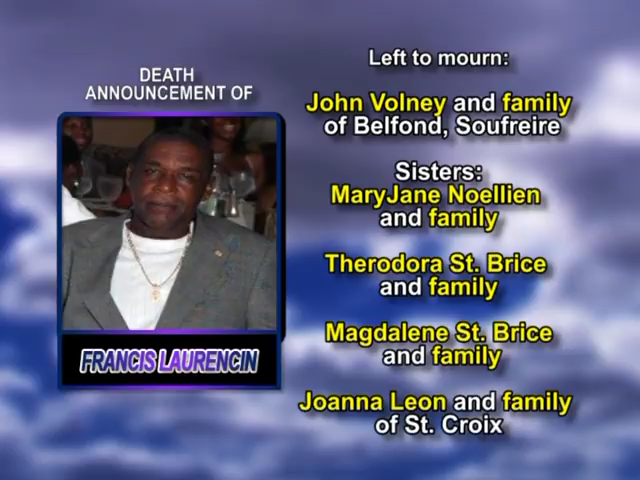 DEATH
ANNOUNCEMENT OF
FRANCIS LAURENCIN
Left to mourn:
John Volney and family
of Belfond, Soufreire
Sisters:
MaryJane Noellien
and family
Therodora St. Brice
and family
Magdalene St. Brice
and family
Joanna Leon and family
of St. Croix